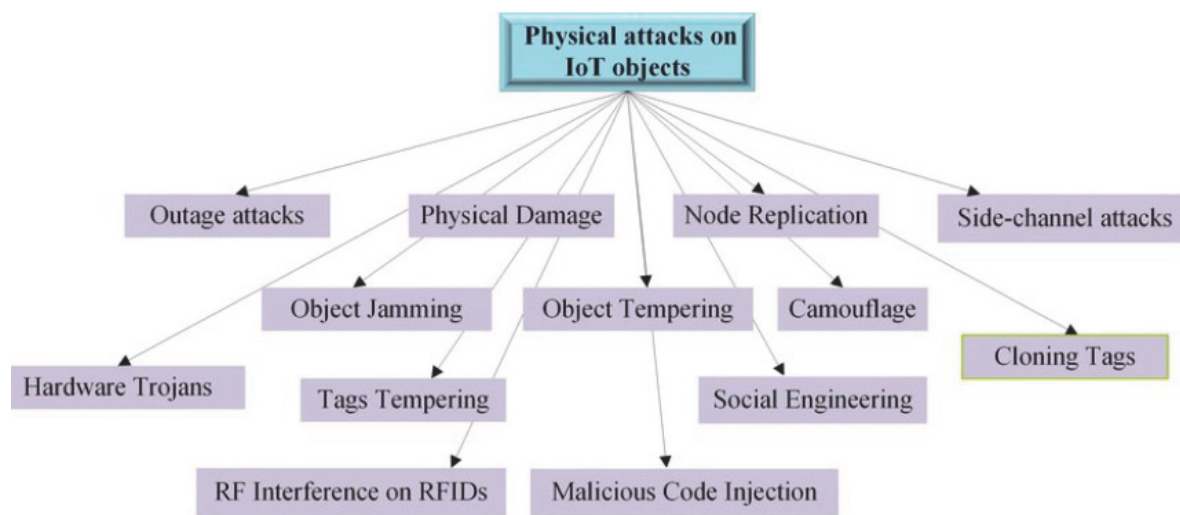 Physical attacks on
IoT objects
Outage attacks
Physical Damage
Node Replication
Side-channel attacks
Object Jamming
Object Tempering
Camouflage
Cloning Tags
Hardware Trojans
Tags Tempering
Social Engineering
RF Interference on RFIDs
Malicious Code Injection